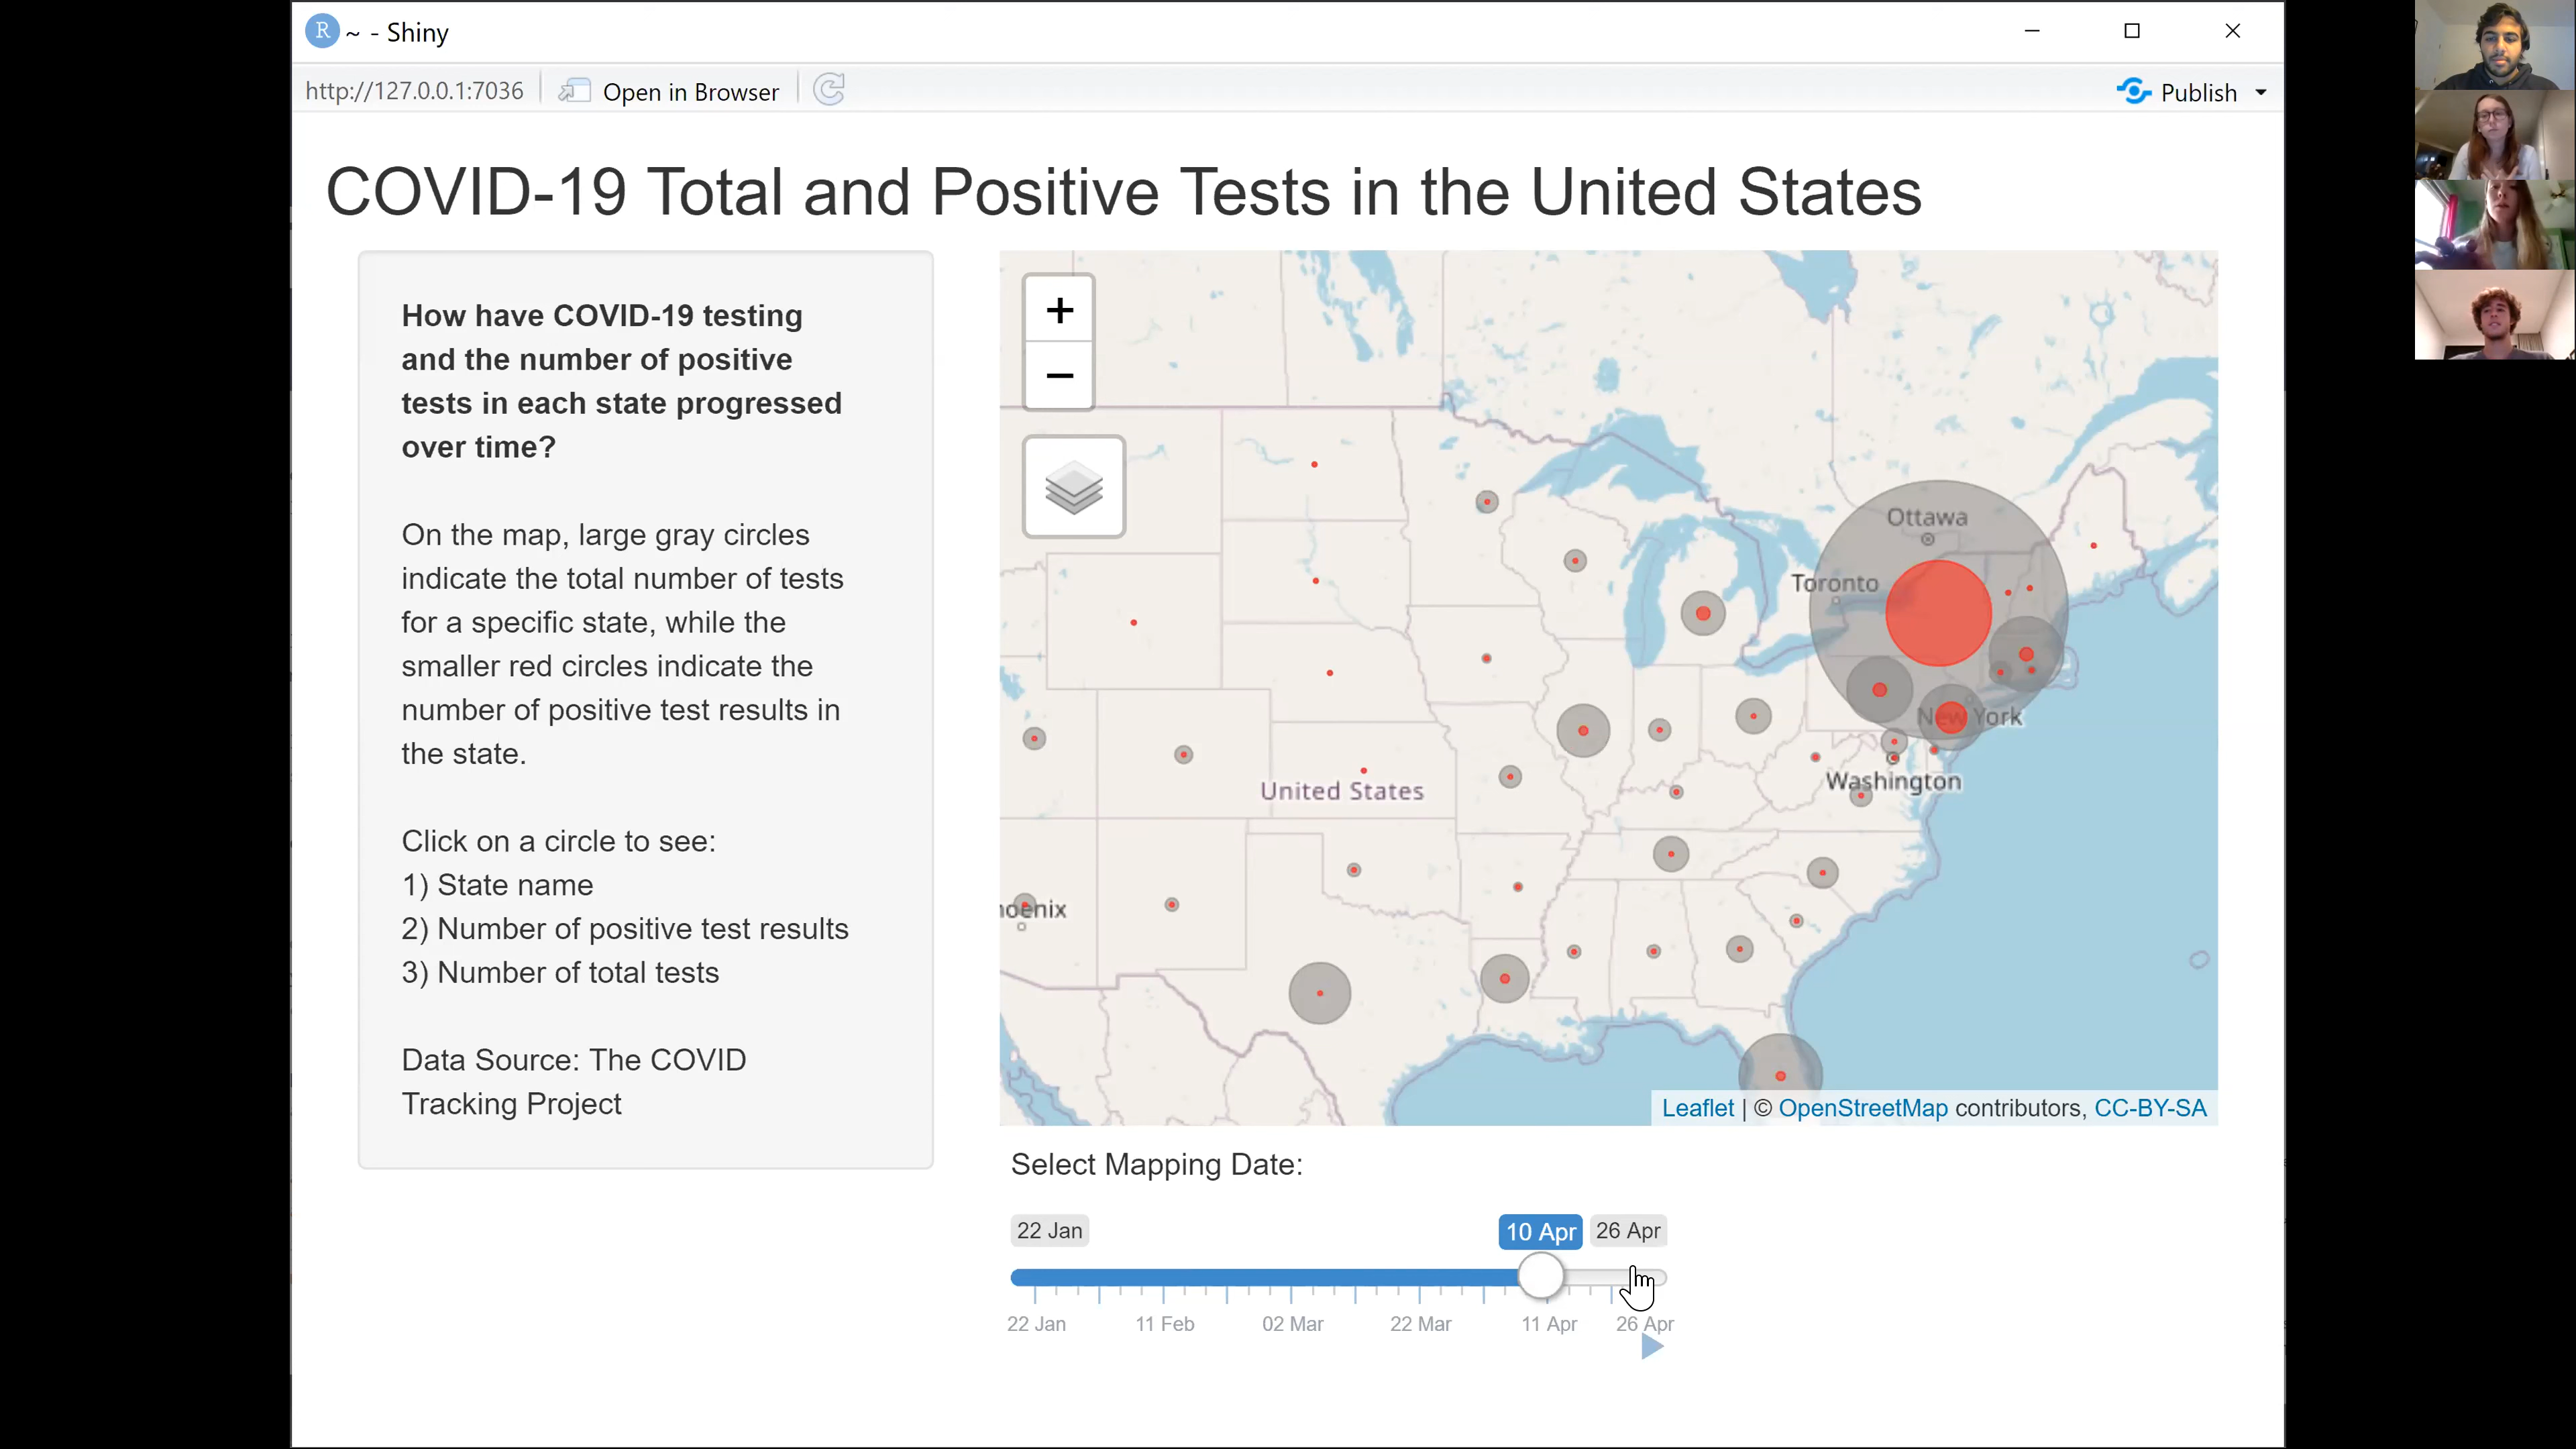 R ~ - Shiny
http://127.0.0.1:7036 Open in Browser Publish
COVID-19 Total and Positive Tests in the United States
How have COVID-19 testing
and the number of positive
tests in each state progressed
over time?
On the map, large gray circles
indicate the total number of tests
for a specific state, while the
smaller red circles indicate the
number of positive test results in
the state.
Click on a circle to see:
1) State name
2) Number of positive test results
3) Number of total tests
Data Source: The COVID
Tracking Project
+
−
Ottawa
Toronto
New York
Washington
United States
hoenix
Leaflet | © OpenStreetMap contributors, CC-BY-SA
Select Mapping Date:
22 Jan 10 Apr 26 Apr
22 Jan 11 Feb 02 Mar 22 Mar 11 Apr 26 Apr